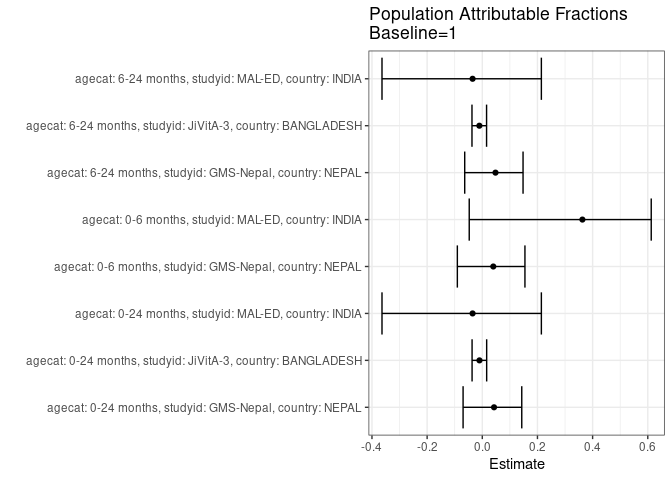 Population Attributable Fractions
Baseline=1
agecat: 6-24 months, studyid: MAL-ED, country: INDIA
agecat: 6-24 months, studyid: JiVitA-3, country: BANGLADESH
agecat: 6-24 months, studyid: GMS-Nepal, country: NEPAL
agecat: 0-6 months, studyid: MAL-ED, country: INDIA
agecat: 0-6 months, studyid: GMS-Nepal, country: NEPAL
agecat: 0-24 months, studyid: MAL-ED, country: INDIA
agecat: 0-24 months, studyid: JiVitA-3, country: BANGLADESH
agecat: 0-24 months, studyid: GMS-Nepal, country: NEPAL
-0.4 -0.2 0.0 0.2 0.4 0.6
Estimate